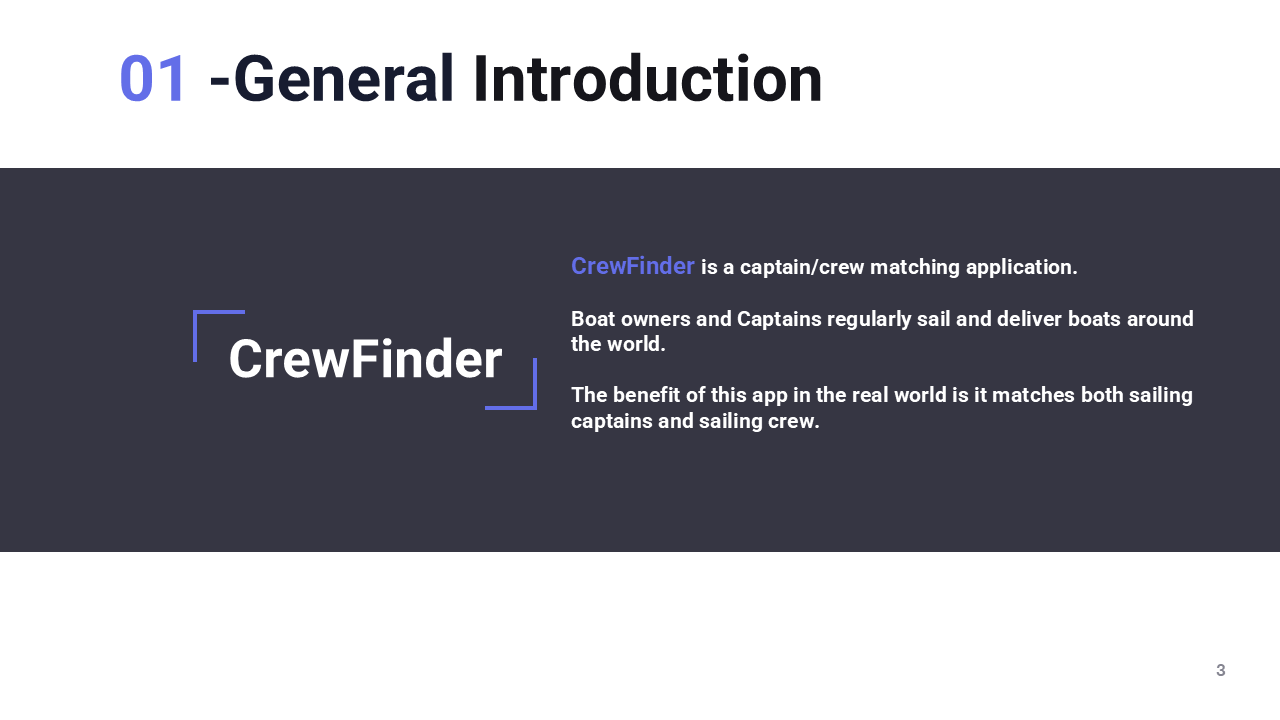 01 -General Introduction
CrewFinder
CrewFinder is a captain/crew matching application.
Boat owners and Captains regularly sail and deliver boats around
the world.
The benefit of this app in the real world is it matches both sailing
captains and sailing crew.
3